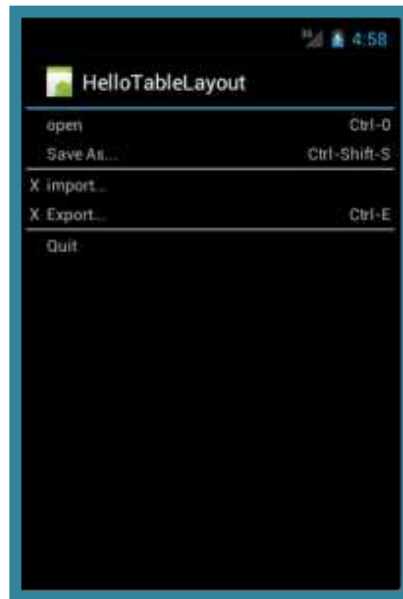 4:58
HelloTableLayout
open Ctrl-O
Save As... Ctrl-Shift-S
X import...
X Export... Ctrl-E
Quit